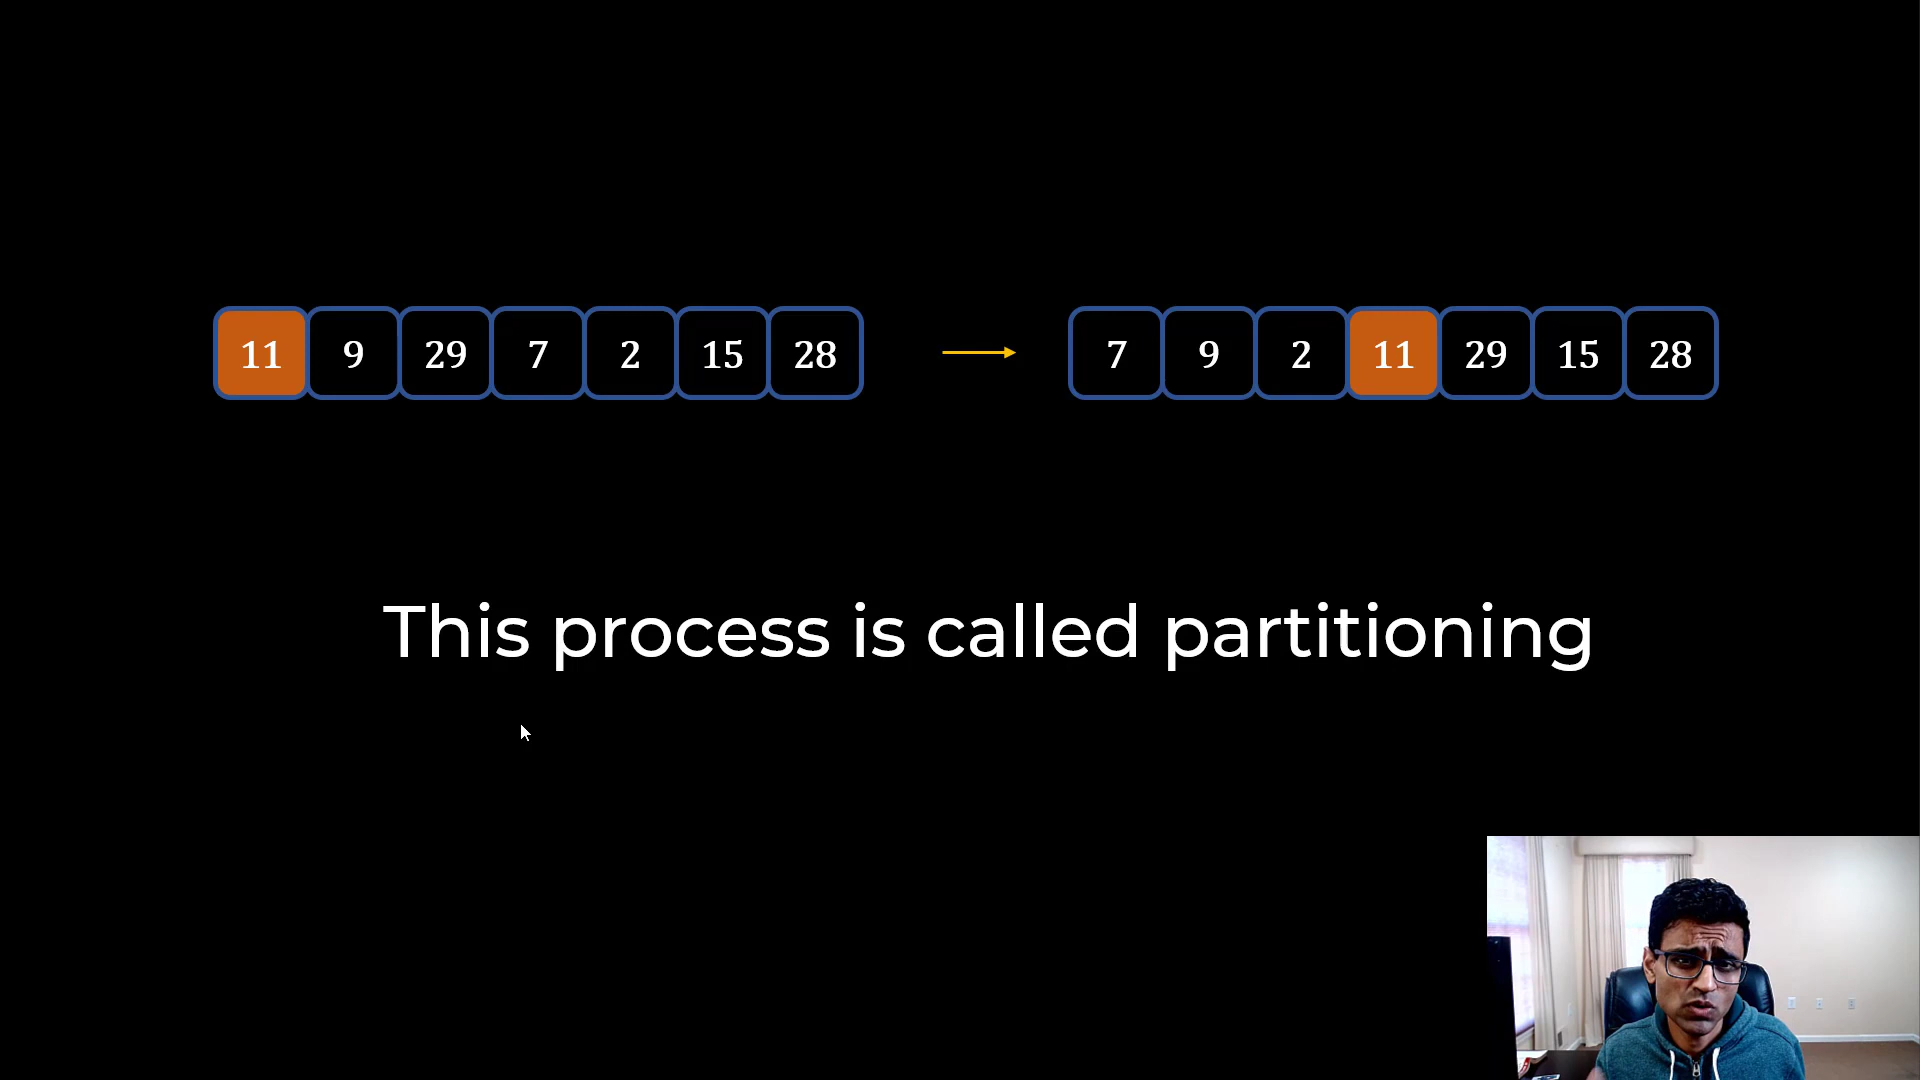 11 9 29 7 2 15 28 7 9 2 11 29 15 28
This process is called partitioning